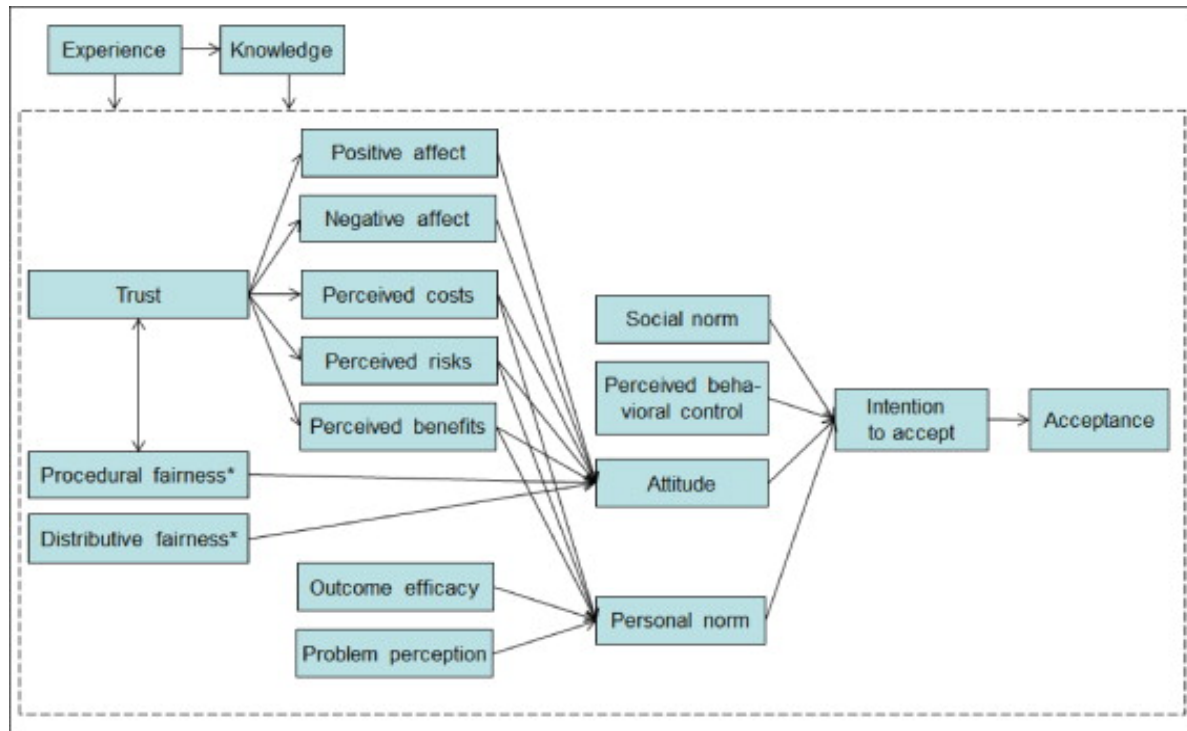 Experience
Knowledge
Positive affect
Negative affect
Trust
Perceived costs
Social norm
Perceived risks
Perceived beha-
vioral control
Intention
to accept
Acceptance
Perceived benefits
Procedural fairness*
Attitude
Distributive fairness*
Outcome efficacy
Personal norm
Problem perception